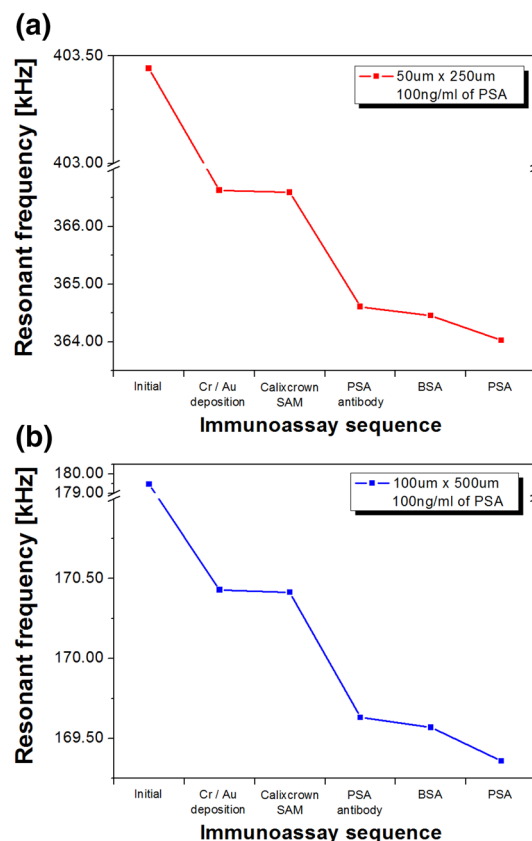 (a)
Resonant frequency [kHz]
403.50
403.00
366.00
365.00
364.00
50um x 250um
100ng/ml of PSA
Initial
Cr / Au
deposition
Calixcrown
SAM
PSA
antibody
BSA
PSA
Immunoassay sequence
(b)
Resonant frequency [kHz]
180.00
179.00
170.50
170.00
169.50
100um x 500um
100ng/ml of PSA
Initial
Cr / Au
deposition
Calixcrown
SAM
PSA
antibody
BSA
PSA
Immunoassay sequence